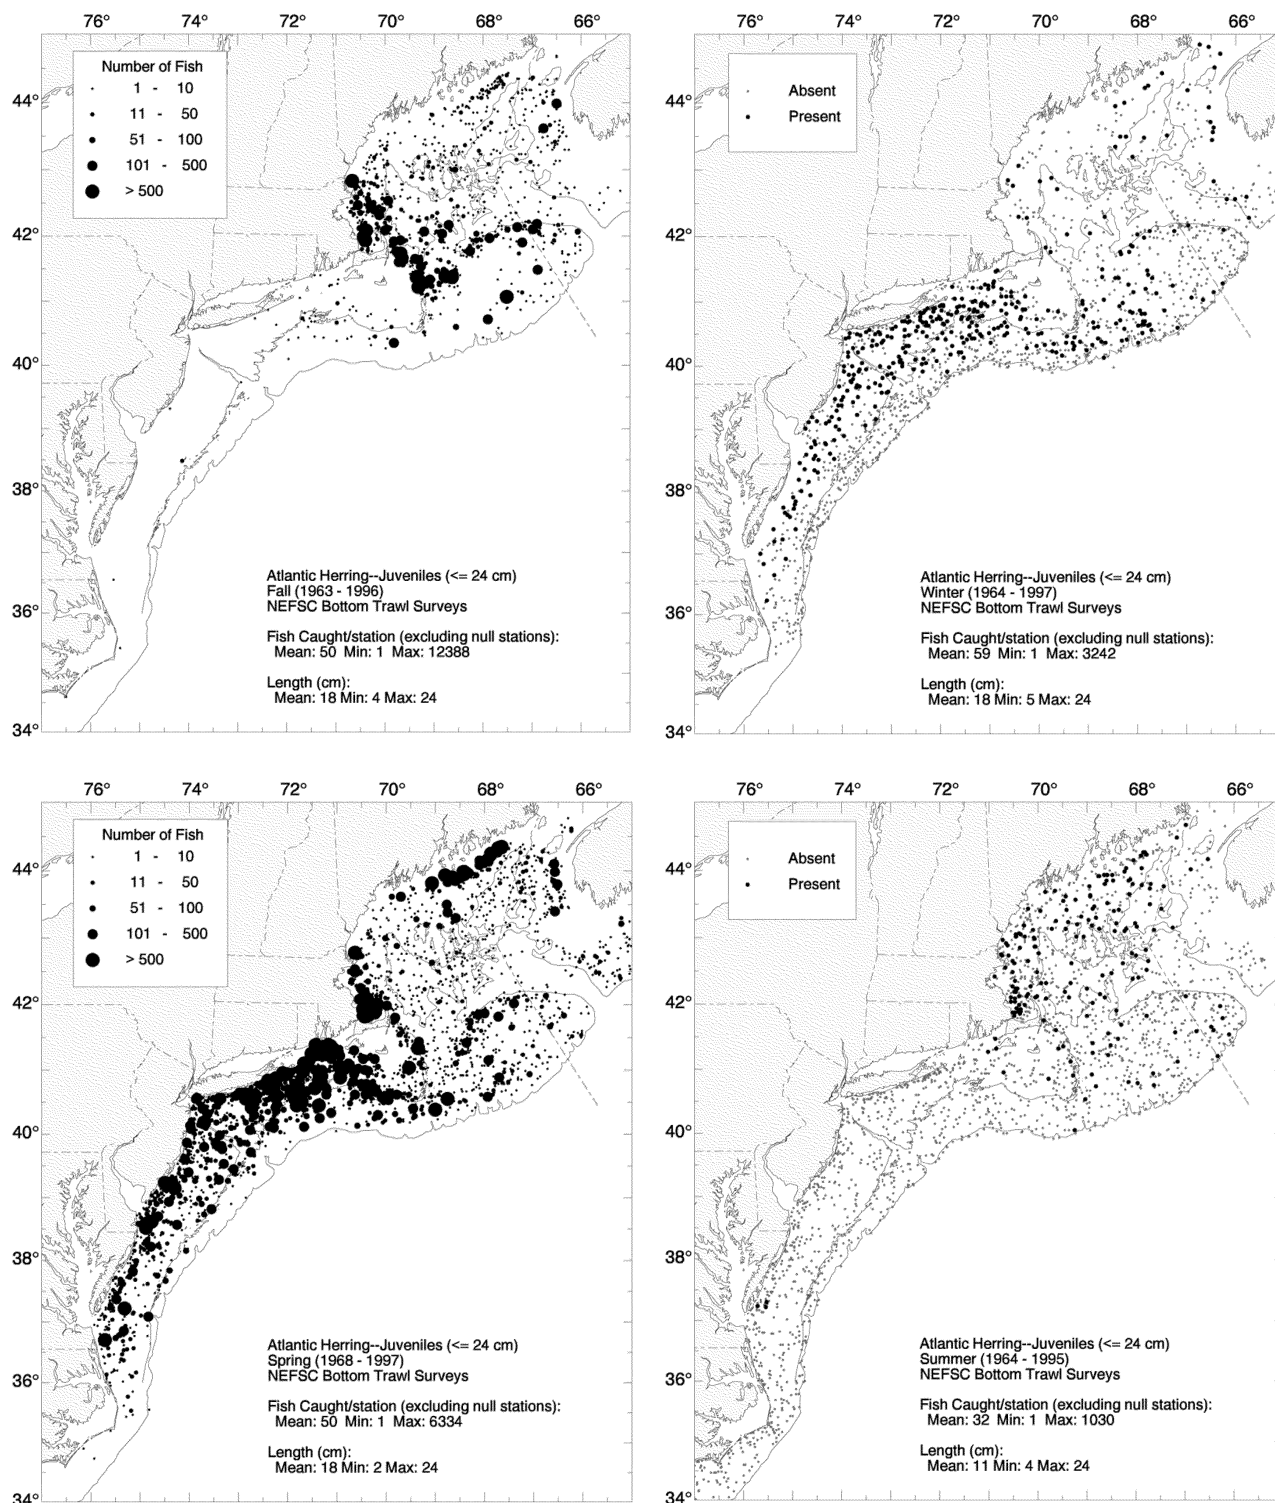 76° 74° 72° 70° 68° 66°
Number of Fish
1 - 10
11 - 50
51 - 100
101 - 500
> 500
44°
42°
40°
38°
36°
34°
Atlantic Herring--Juveniles (<= 24 cm)
Fall (1963 - 1996)
NEFSC Bottom Trawl Surveys
Fish Caught/station (excluding null stations):
Mean: 50 Min: 1 Max: 12388
Length (cm):
Mean: 18 Min: 4 Max: 24
76° 74° 72° 70° 68° 66°
Absent
Present
44°
42°
40°
38°
36°
34°
Atlantic Herring--Juveniles (<= 24 cm)
Winter (1964 - 1997)
NEFSC Bottom Trawl Surveys
Fish Caught/station (excluding null stations):
Mean: 59 Min: 1 Max: 3242
Length (cm):
Mean: 18 Min: 5 Max: 24
76° 74° 72° 70° 68° 66°
Number of Fish
1 - 10
11 - 50
51 - 100
101 - 500
> 500
44°
42°
40°
38°
36°
34°
Atlantic Herring--Juveniles (<= 24 cm)
Spring (1968 - 1997)
NEFSC Bottom Trawl Surveys
Fish Caught/station (excluding null stations):
Mean: 50 Min: 1 Max: 6334
Length (cm):
Mean: 18 Min: 2 Max: 24
76° 74° 72° 70° 68° 66°
Absent
Present
44°
42°
40°
38°
36°
34°
Atlantic Herring--Juveniles (<= 24 cm)
Summer (1964 - 1995)
NEFSC Bottom Trawl Surveys
Fish Caught/station (excluding null stations):
Mean: 32 Min: 1 Max: 1030
Length (cm):
Mean: 11 Min: 4 Max: 24